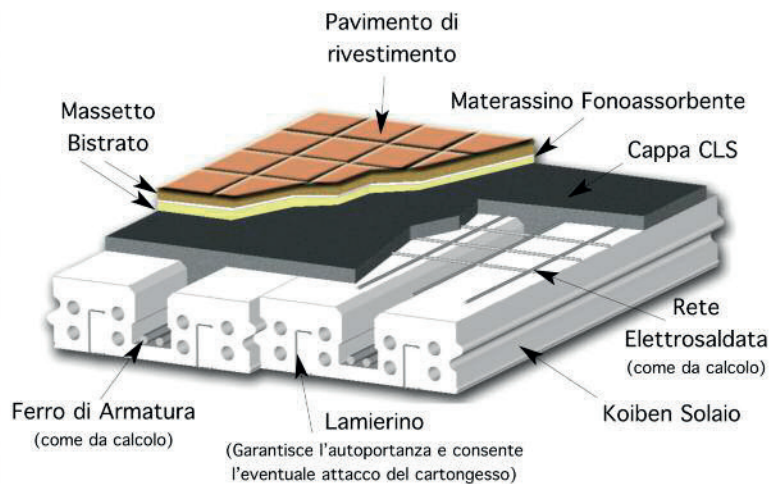 Pavimento di
rivestimento
Massetto
Bistrato
Materassino Fonoassorbente
Cappa CLS
Rete
Elettrosaldata
(come da calcolo)
Koiben Solaio
Ferro di Armatura
(come da calcolo)
Lamierino
(Garantisce l'autoportanza e consente
l'eventuale attacco del cartongesso)